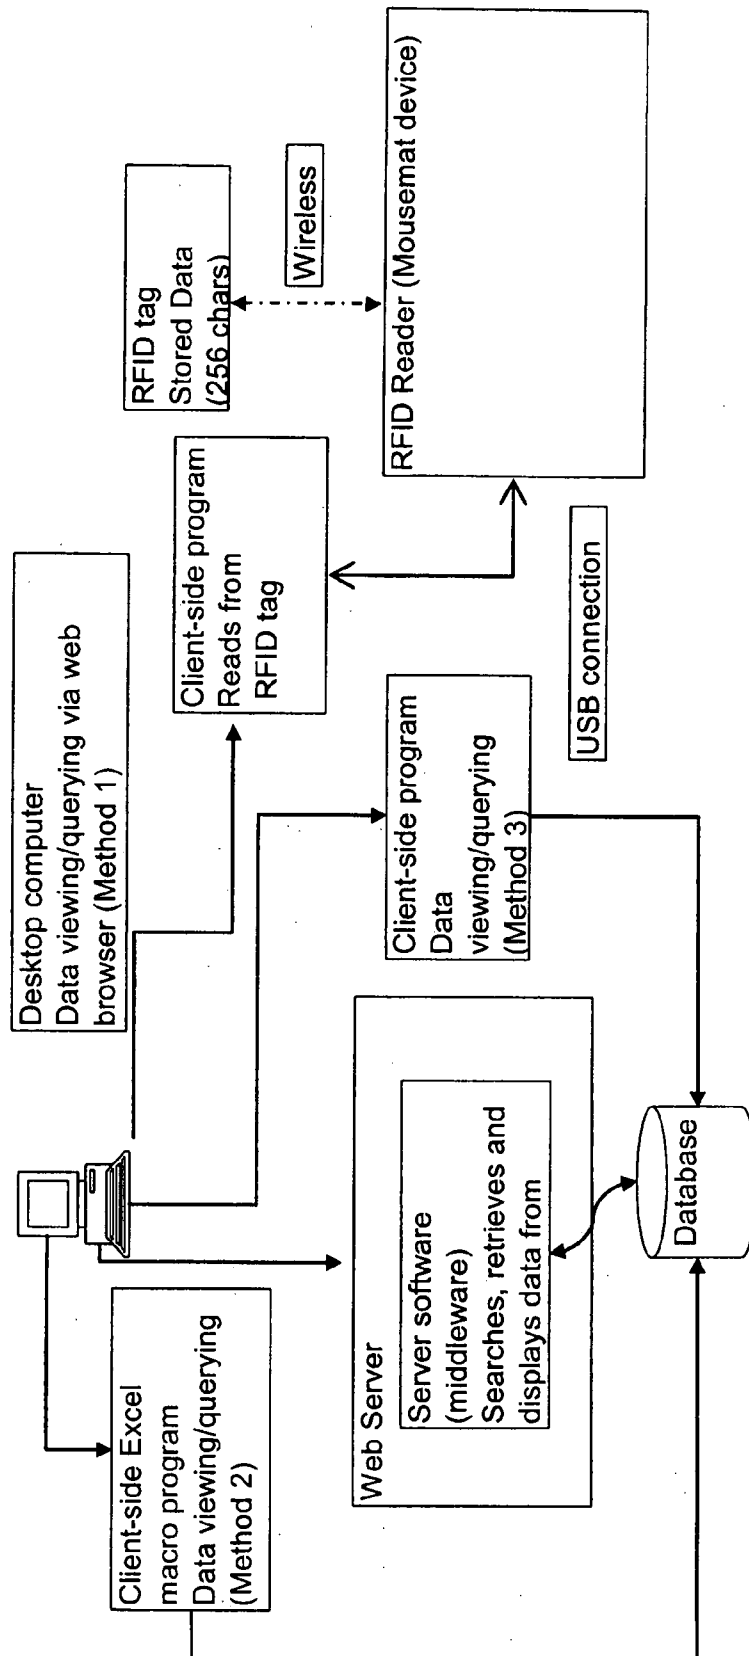 Desktop computer
Data viewing/querying via web
browser (Method 1)
Client-side Excel
macro program
Data viewing/querying
(Method 2)
RFID tag
Stored Data
(256 chars)
Wireless
Client-side program
Reads from
RFID tag
Web Server
Server software
(middleware)
Searches, retrieves and
displays data from
Client-side program
Data
viewing/querying
(Method 3)
RFID Reader (Mousemat device)
USB connection
Database